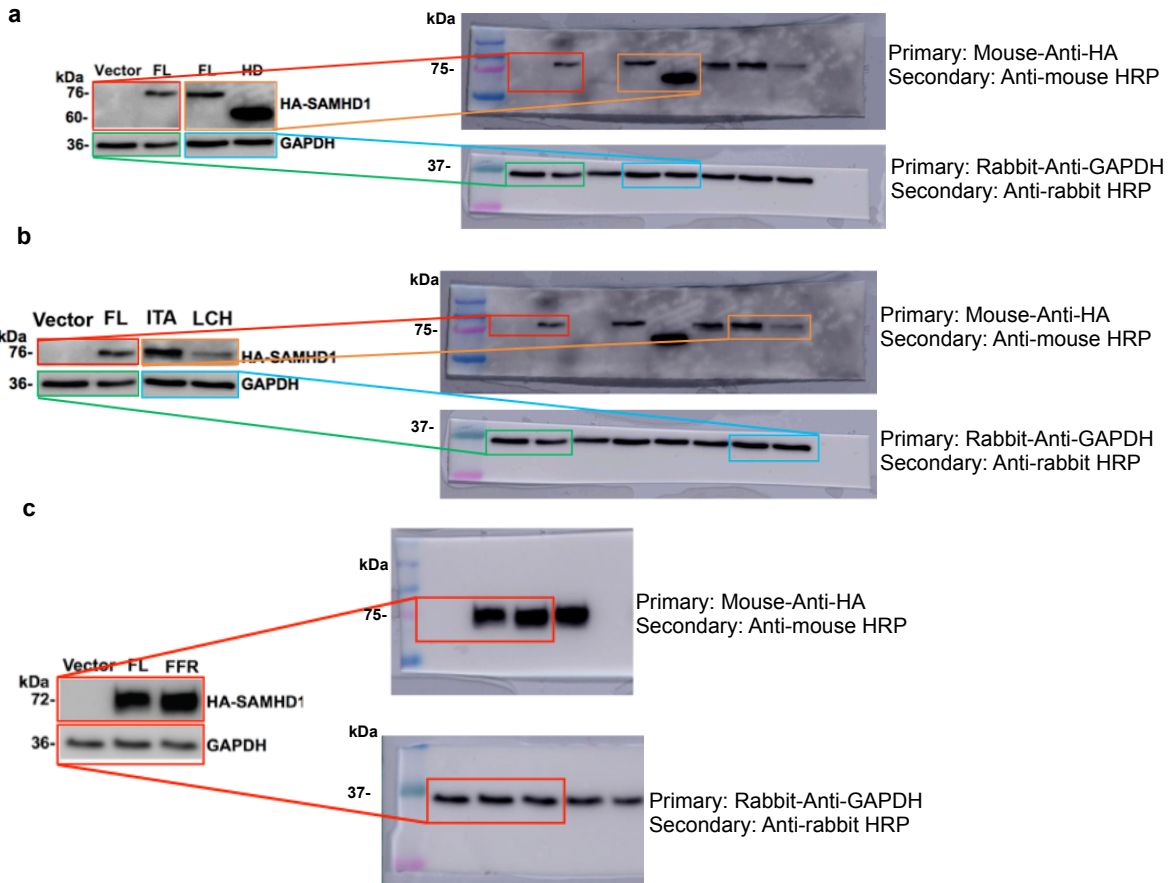 a
kDa
Vector FL FL HD
kDa
76-
60-
HA-SAMHD1
36-
GAPDH
75-
Primary: Mouse-Anti-HA
Secondary: Anti-mouse HRP
37-
Primary: Rabbit-Anti-GAPDH
Secondary: Anti-rabbit HRP
b
kDa
Vector FL ITA LCH
kDa
76-
HA-SAMHD1
36-
GAPDH
75-
Primary: Mouse-Anti-HA
Secondary: Anti-mouse HRP
37-
Primary: Rabbit-Anti-GAPDH
Secondary: Anti-rabbit HRP
c
kDa
75-
Primary: Mouse-Anti-HA
Secondary: Anti-mouse HRP
Vector FL FFR
kDa
72-
HA-SAMHD1
36-
GAPDH
kDa
37-
Primary: Rabbit-Anti-GAPDH
Secondary: Anti-rabbit HRP